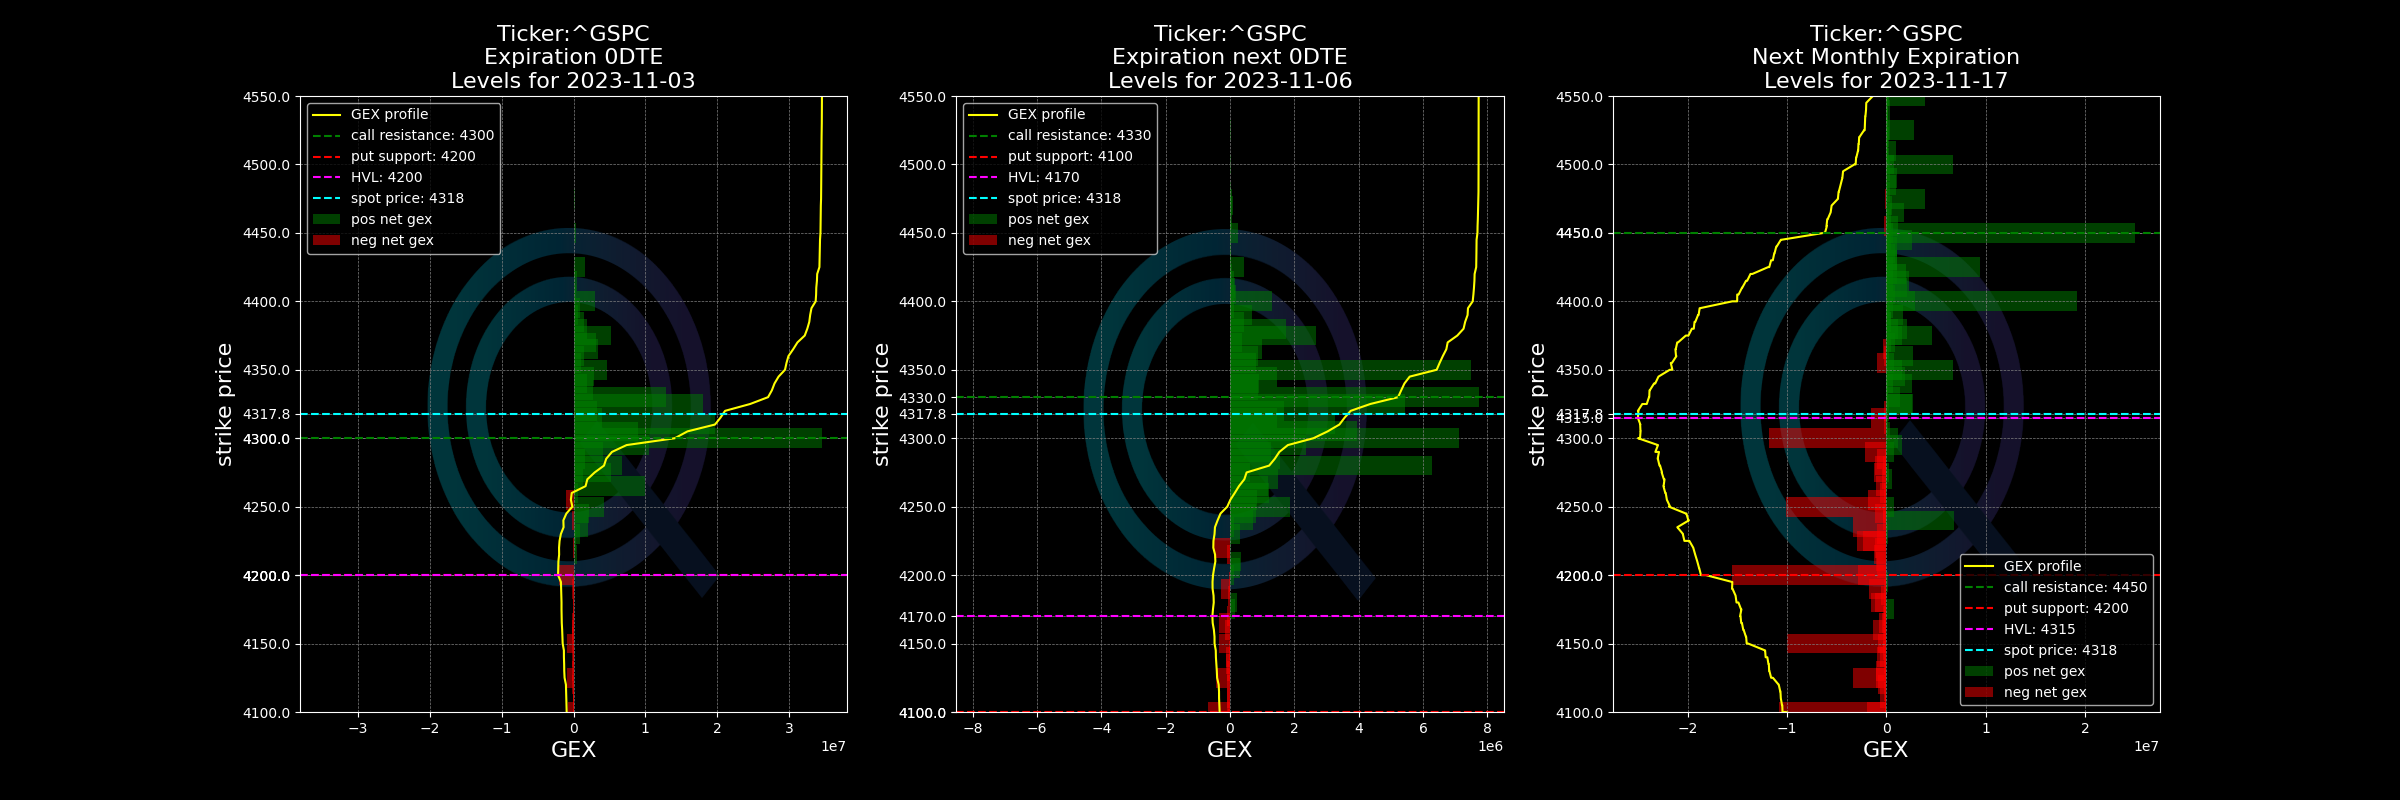 Ticker:^GSPC
Expiration 0DTE
Levels for 2023-11-03
4550.0
4500.0
4450.0
4400.0
4350.0
4317.8
4300.0
4250.0
4200.0
4150.0
4100.0
strike price
GEX profile
call resistance: 4300
put support: 4200
HVL: 4200
spot price: 4318
pos net gex
neg net gex
−3
−2
−1
0
1
2
3
1e7
GEX
Ticker:^GSPC
Expiration next 0DTE
Levels for 2023-11-06
4550.0
4500.0
4450.0
4400.0
4350.0
4330.0
4317.8
4300.0
4250.0
4200.0
4170.0
4150.0
4100.0
strike price
GEX profile
call resistance: 4330
put support: 4100
HVL: 4170
spot price: 4318
pos net gex
neg net gex
−8
−6
−4
−2
0
2
4
6
8
1e6
GEX
Ticker:^GSPC
Next Monthly Expiration
Levels for 2023-11-17
4550.0
4500.0
4450.0
4400.0
4350.0
4317.8
4315.0
4300.0
4250.0
4200.0
4150.0
4100.0
strike price
GEX profile
call resistance: 4450
put support: 4200
HVL: 4315
spot price: 4318
pos net gex
neg net gex
−2
−1
0
1
2
1e7
GEX